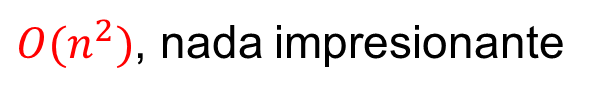 O(n²), nada impresionante